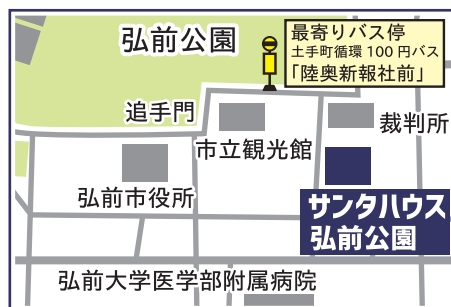 弘前公園
最寄りバス停
土手町循環100円バス
「陸奥新報社前」
追手門
市立観光館
裁判所
弘前市役所
サンタハウス
弘前公園
弘前大学医学部附属病院